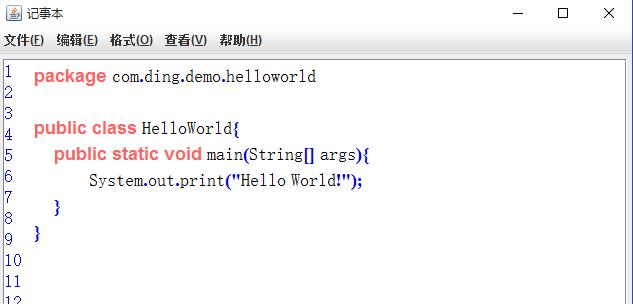 记事本
文件(F) 编辑(E) 格式(O) 查看(V) 帮助(H)
1 package com.ding.demo.helloworld
2
3 public class HelloWorld{
4 public static void main(String[] args){
5 System.out.print("Hello World!");
6 }
7 }
8
9
10
11
12